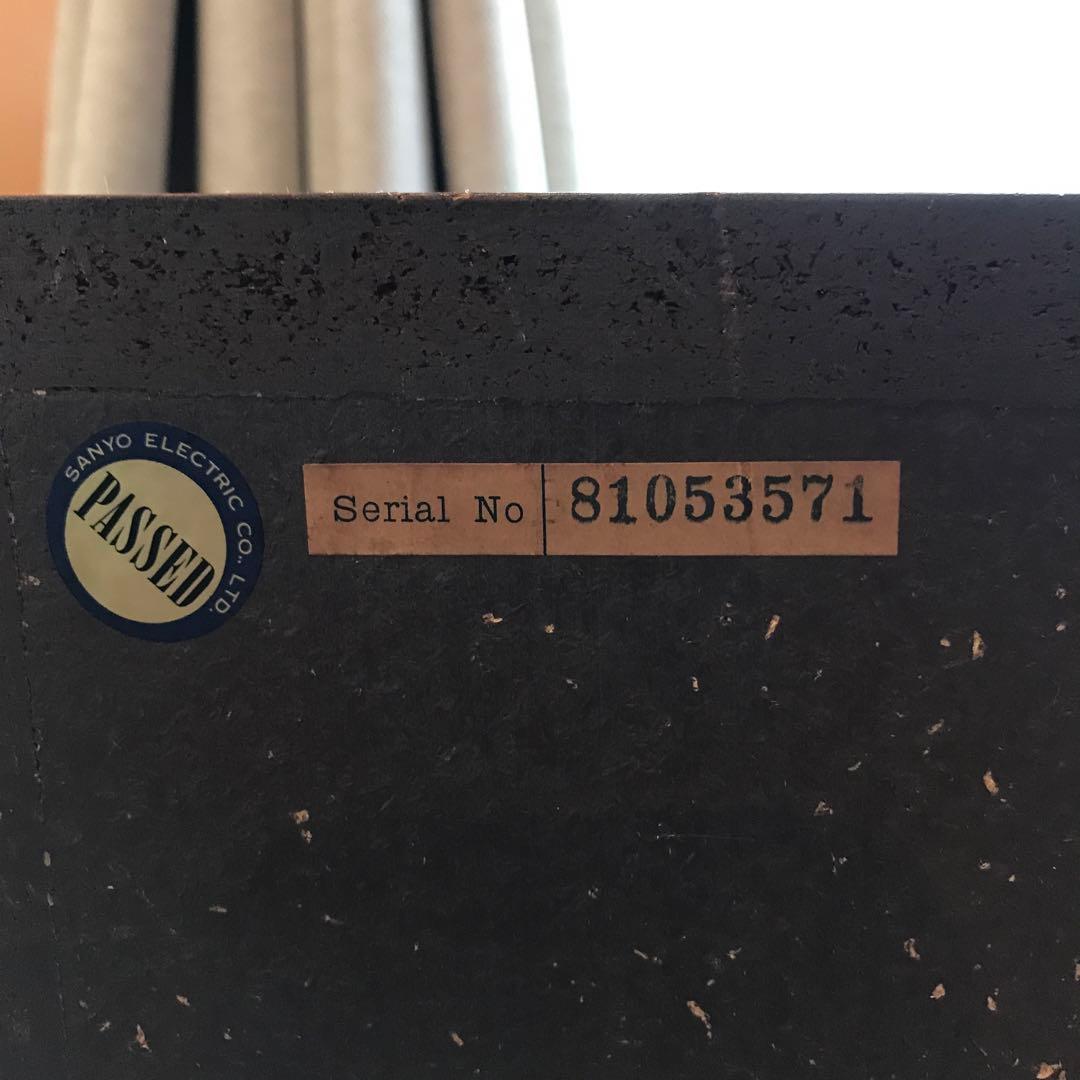 SANYO ELECTRIC CO., LTD.
PASSED
Serial No 81053571